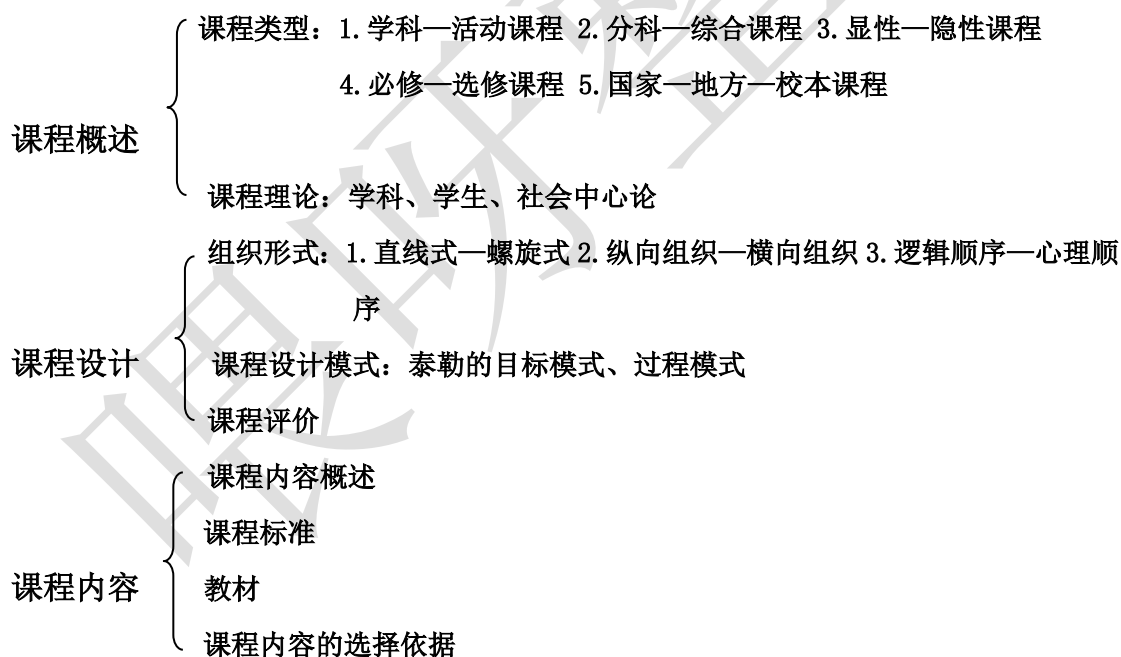 课程类型：1.学科—活动课程 2.分科—综合课程 3.显性—隐性课程
4.必修—选修课程 5.国家—地方—校本课程
课程概述
课程理论：学科、学生、社会中心论
组织形式：1.直线式—螺旋式 2.纵向组织—横向组织 3.逻辑顺序—心理顺
序
课程设计
课程设计模式：泰勒的目标模式、过程模式
课程评价
课程内容概述
课程标准
课程内容
教材
课程内容的选择依据